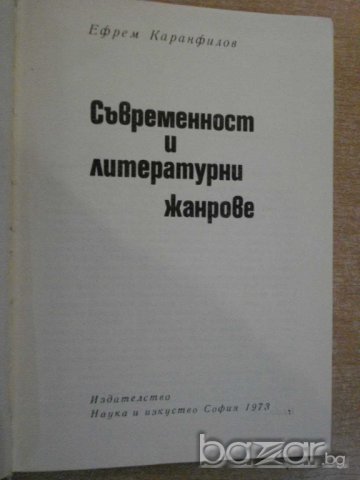 Ефрем Каранфилов
Съвременност
и
литературни
жанрове
Издателство
Наука и изкуство София 1973
bazar.bg